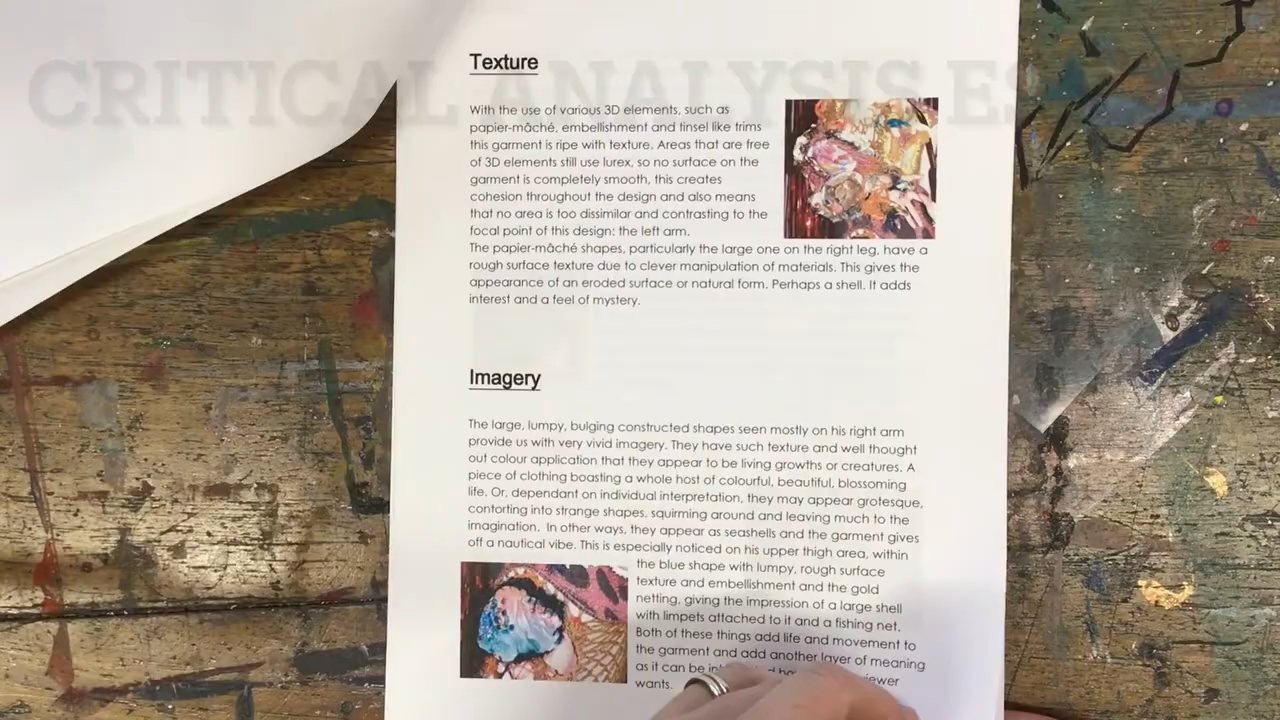 CRITICAL ANALYSIS ES
Texture
With the use of various 3D elements, such as
papier-mâché, embellishment and tinsel like trims
this garment is ripe with texture. Areas that are free
of 3D elements still use lurex, so no surface on the
garment is completely smooth, this creates
cohesion throughout the design and also means
that no area is too dissimilar and contrasting to the
focal point of this design: the left arm.
The papier-mâché shapes, particularly the large one on the right leg, have a
rough surface texture due to clever manipulation of materials. This gives the
appearance of an eroded surface or natural form. Perhaps a shell. It adds
interest and a feel of mystery.
Imagery
The large, lumpy, bulging constructed shapes seen mostly on his right arm
provide us with very vivid imagery. They have such texture and well thought
out colour application that they appear to be living growths or creatures. A
piece of clothing boasting a whole host of colourful, beautiful, blossoming
life. Or, dependant on individual interpretation, they may appear grotesque,
contorting into strange shapes, squirming around and leaving much to the
imagination. In other ways, they appear as seashells and the garment gives
off a nautical vibe. This is especially noticed on his upper thigh area, within
the blue shape with lumpy, rough surface
texture and embellishment and the gold
netting, giving the impression of a large shell
with limpets attached to it and a fishing net.
Both of these things add life and movement to
the garment and add another layer of meaning
as it can be
wants.